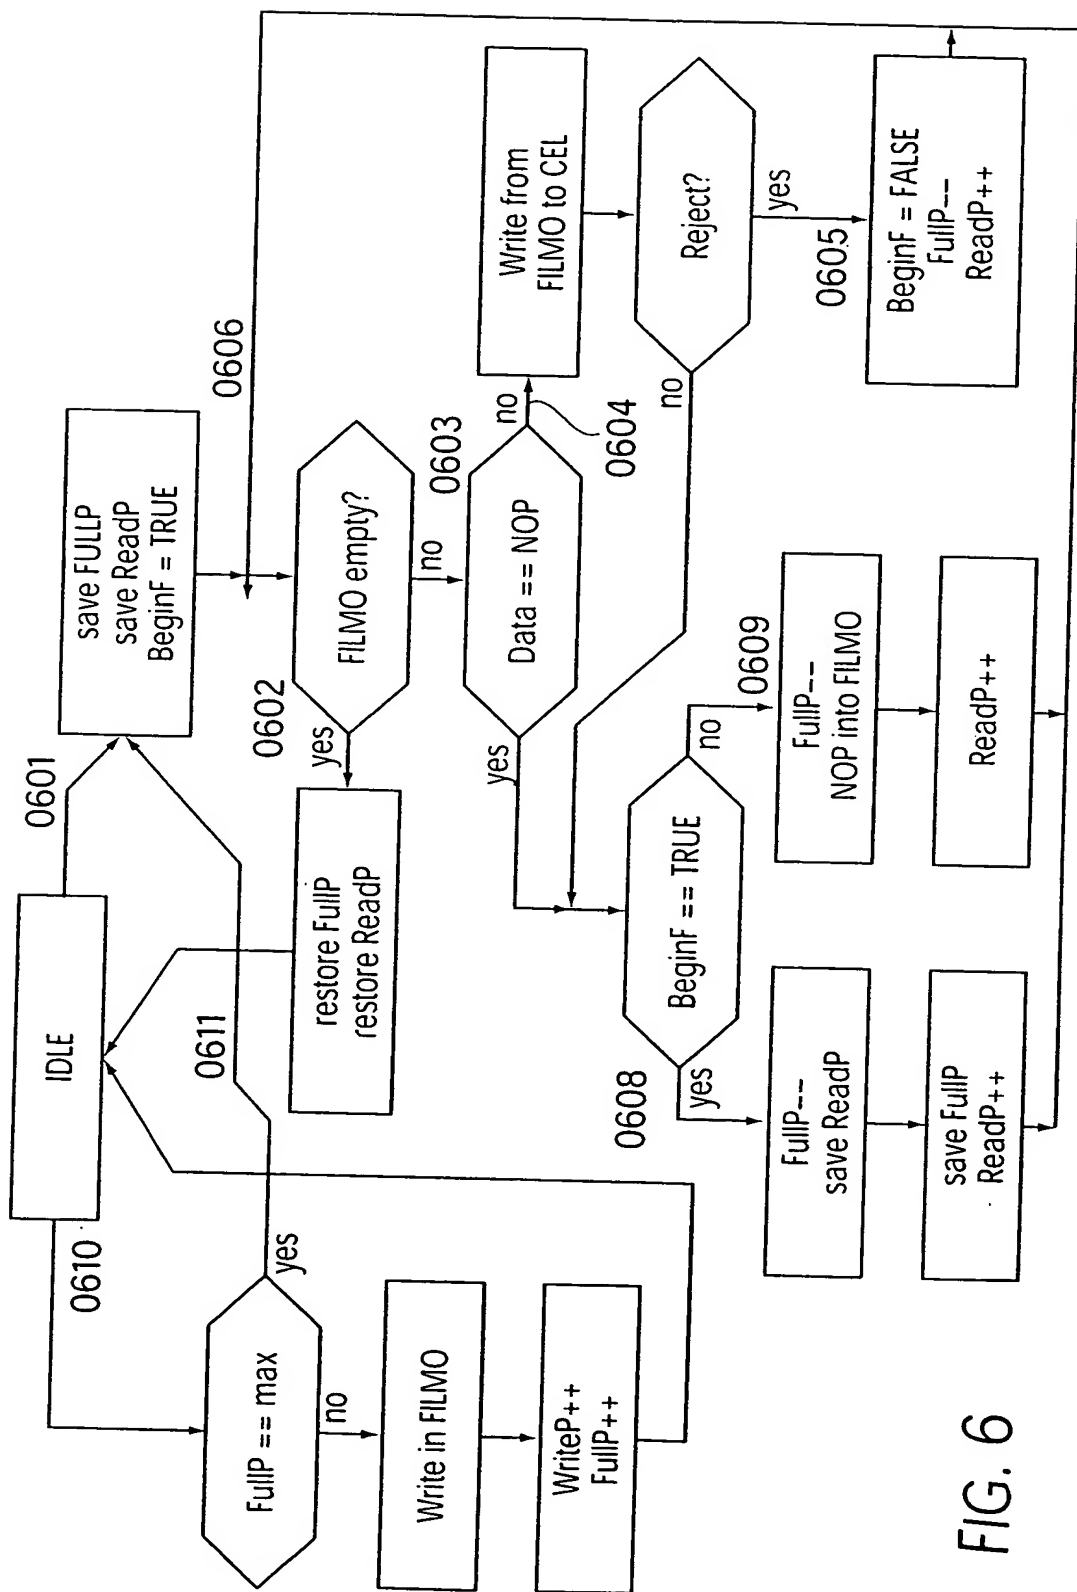 IDLE
0610
0601
FullP == max
yes
no
Write in FILMO
WriteP++
FullP++
0611
save FULLP
save ReadP
BeginF = TRUE
0606
FILMO empty?
0602
yes
no
restore FullP
restore ReadP
0603
Data == NOP
yes
no
0604
Write from
FILMO to CEL
Reject?
no
yes
0605
BeginF = FALSE
FullP--
ReadP++
BeginF == TRUE
0608
yes
no
0609
FullP--
save ReadP
save FullP
ReadP++
FullP--
NOP into FILMO
ReadP++
FIG. 6